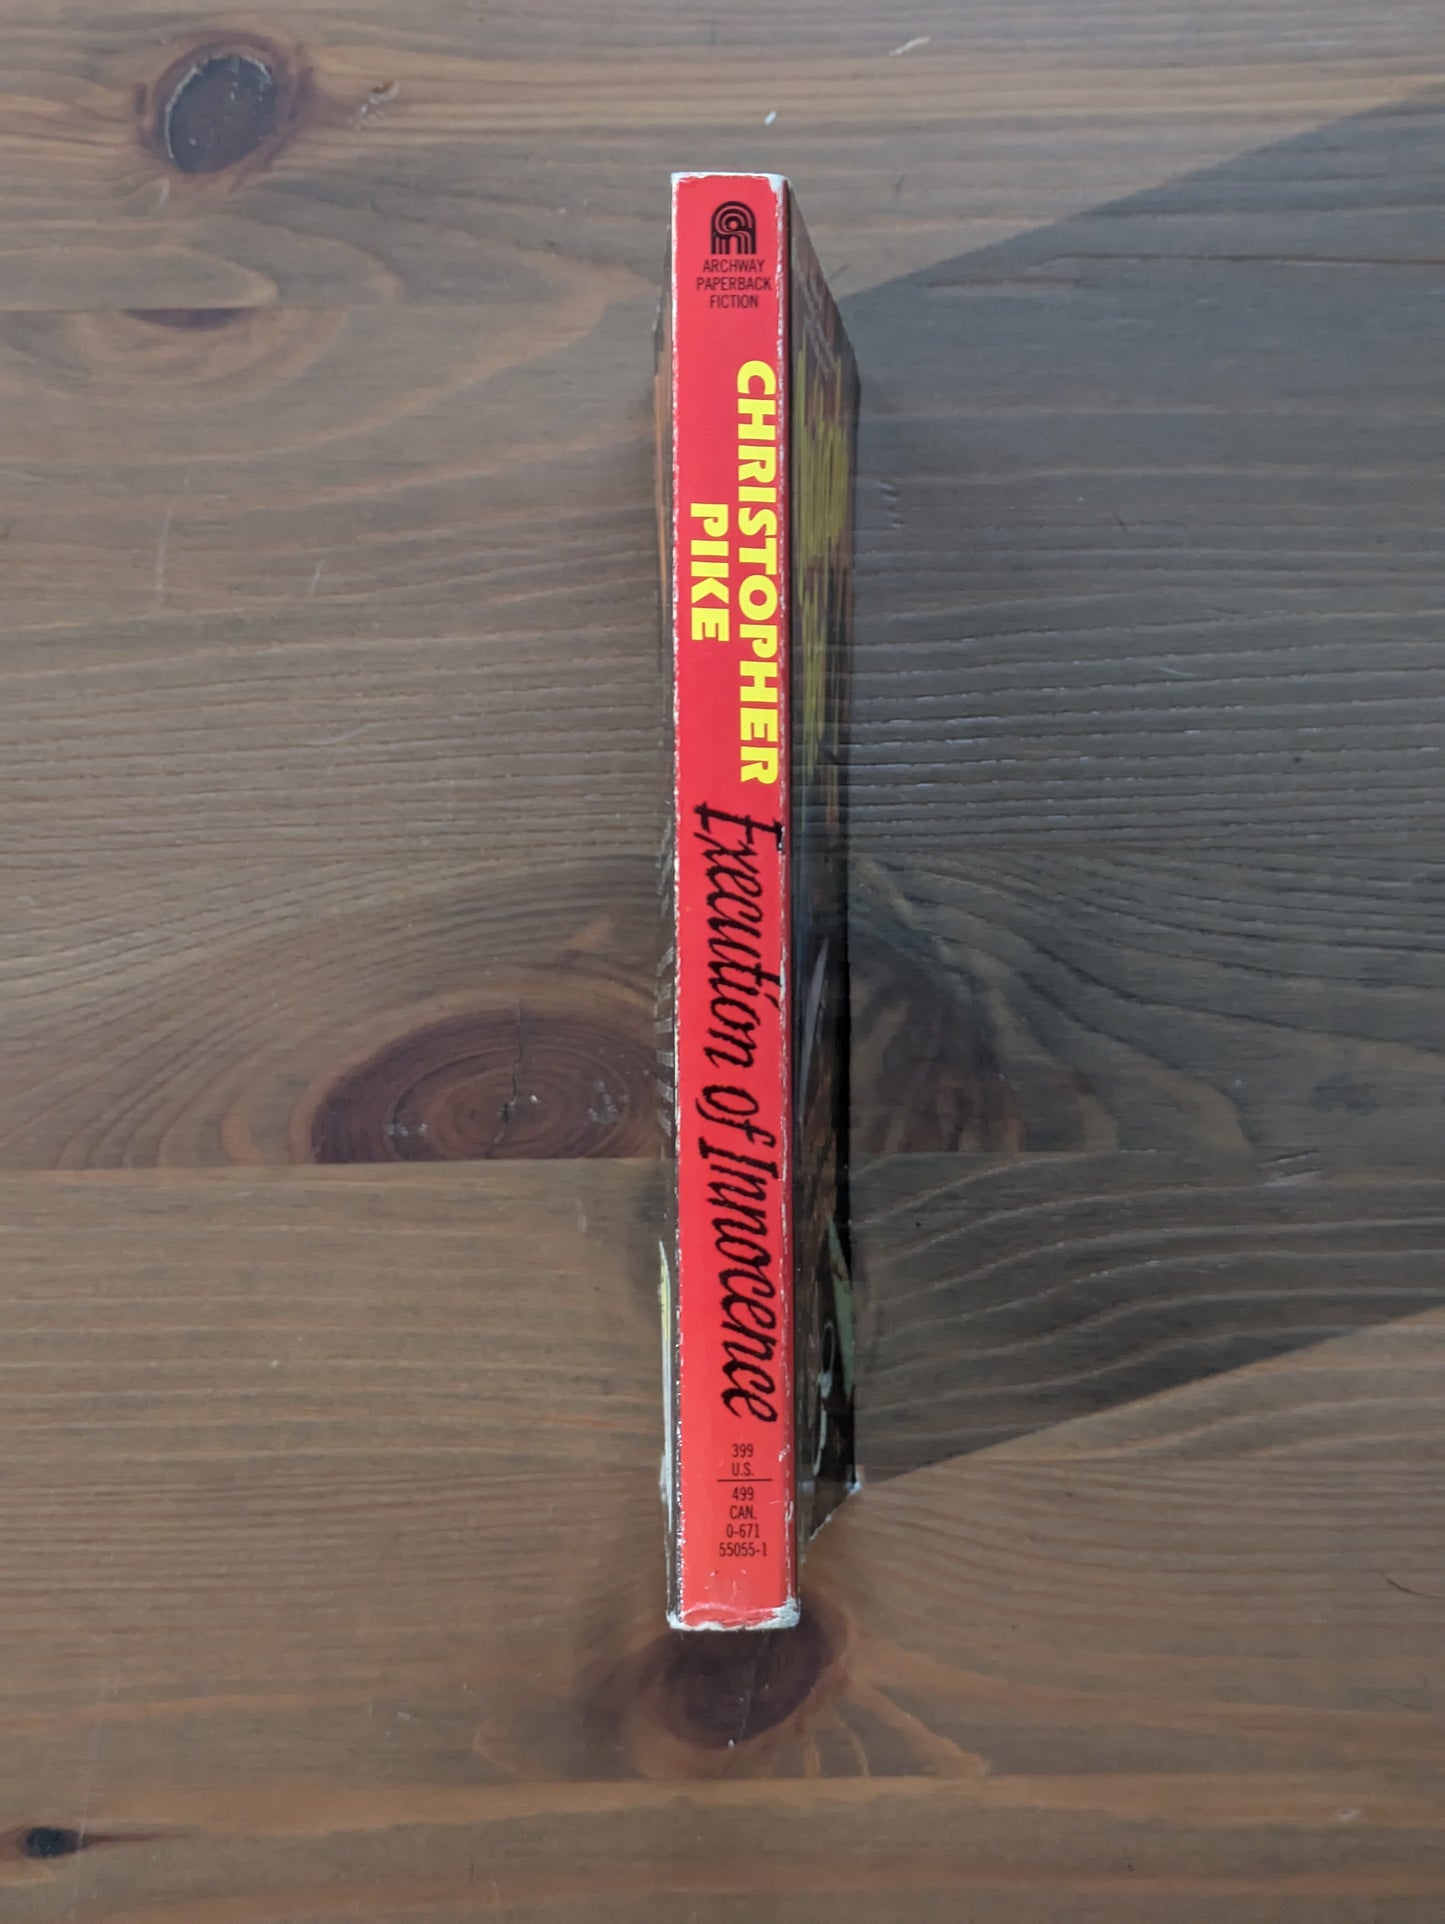 ARCHWAY
PAPERBACK
FICTION
CHRISTOPHER
PIKE
Execution of Innocence
399
U.S.
499
CAN.
0-671
55055-1